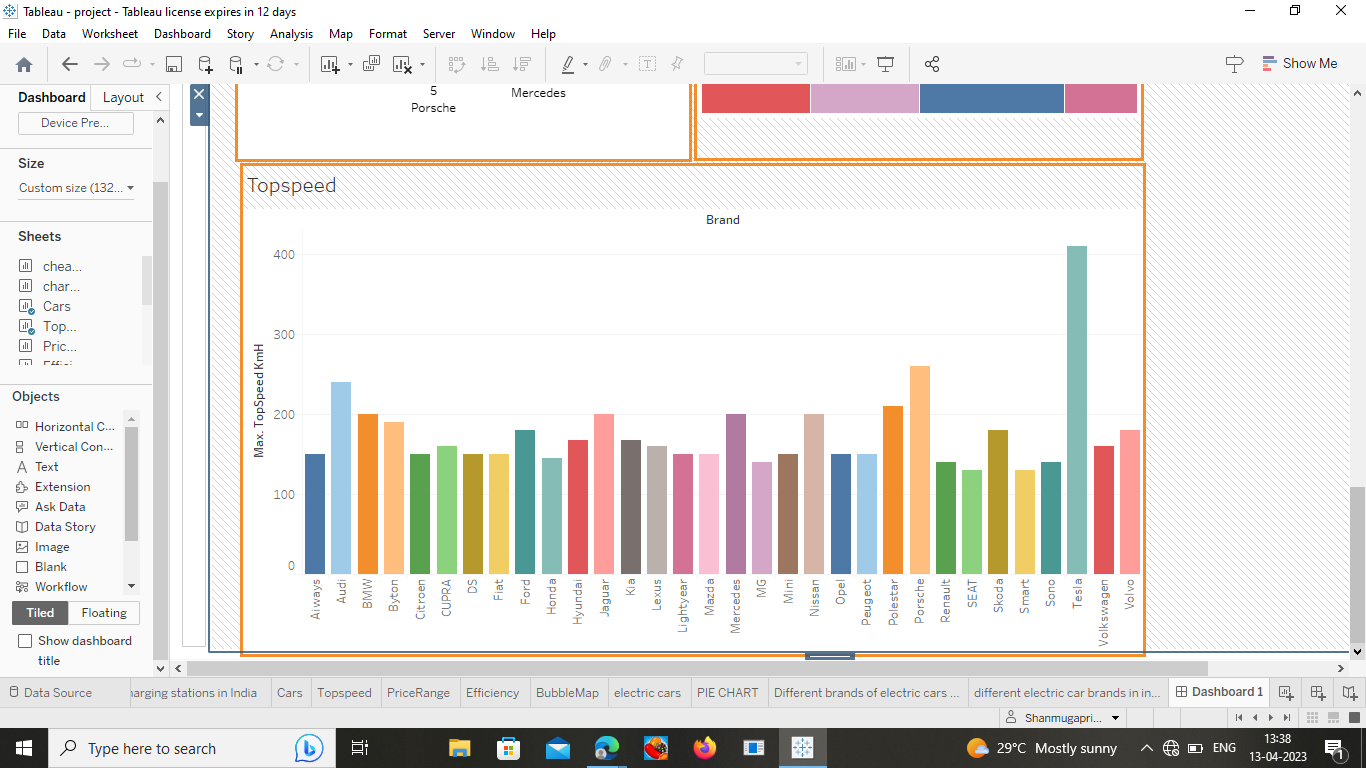 Tableau - project - Tableau license expires in 12 days
File Data Worksheet Dashboard Story Analysis Map Format Server Window Help
Show Me
Dashboard Layout
Device Pre...
Size
Custom size (132...
Sheets
chea...
char...
Cars
Top...
Pric...
Objects
Horizontal C...
Vertical Con...
Text
Extension
Ask Data
Data Story
Image
Blank
Workflow
Tiled Floating
Show dashboard
title
5
Porsche
Mercedes
Topspeed
Brand
Max. TopSpeed KmH
400
300
200
100
0
Aiways
Audi
BMW
Byton
Citroen
CUPRA
DS
Fiat
Ford
Honda
Hyundai
Jaguar
Kia
Lexus
Lightyear
Mazda
Mercedes
MG
Mini
Nissan
Opel
Peugeot
Polestar
Porsche
Renault
SEAT
Skoda
Smart
Sono
Tesla
Volkswagen
Volvo
Data Source
harging stations in India
Cars
Topspeed
PriceRange
Efficiency
BubbleMap
electric cars
PIE CHART
Different brands of electric cars ...
different electric car brands in in...
Dashboard 1
Shanmugapri...
Type here to search
29°C Mostly sunny
ENG
13:38
13-04-2023
1